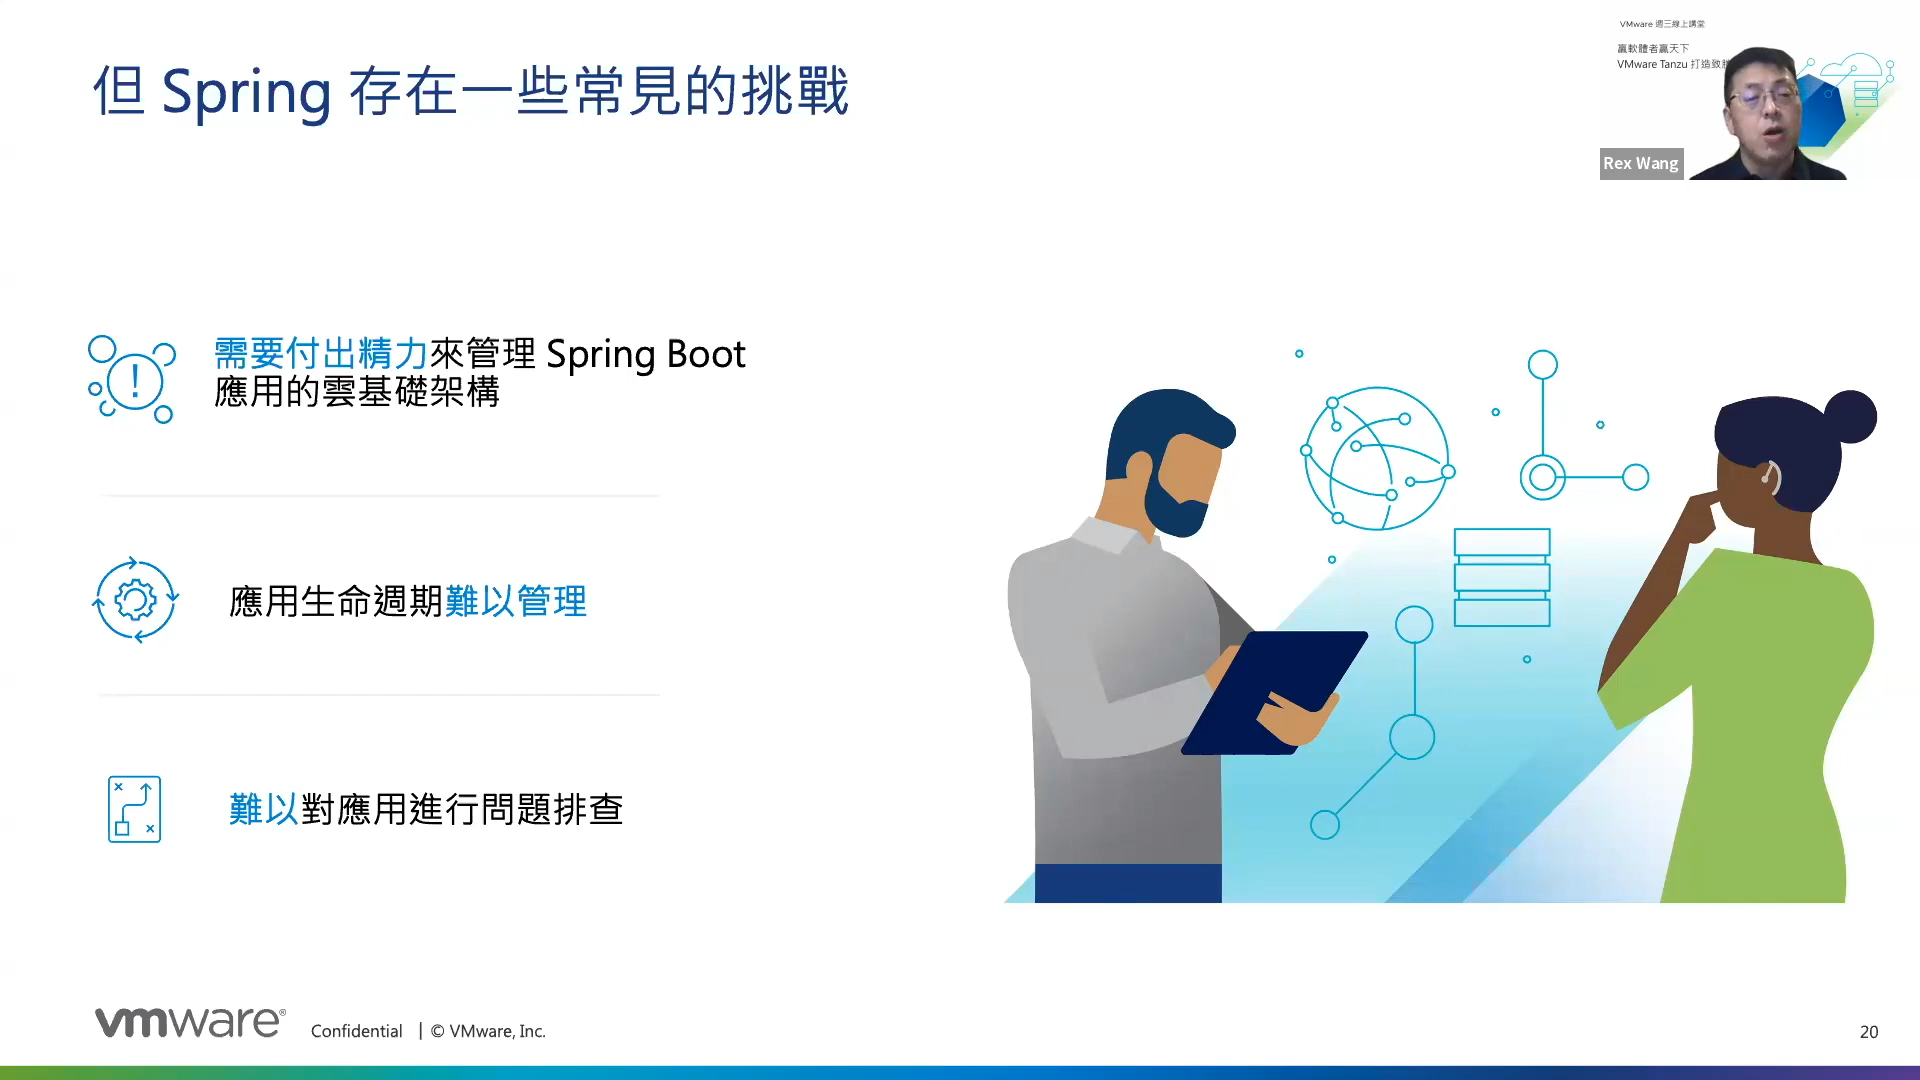 VMware 週三線上講堂
贏軟體者贏天下
VMware Tanzu 打造致勝
Rex Wang
但 Spring 存在一些常見的挑戰
需要付出精力來管理 Spring Boot
應用的雲基礎架構
應用生命週期難以管理
難以對應用進行問題排查
vmware® Confidential | © VMware, Inc.
20